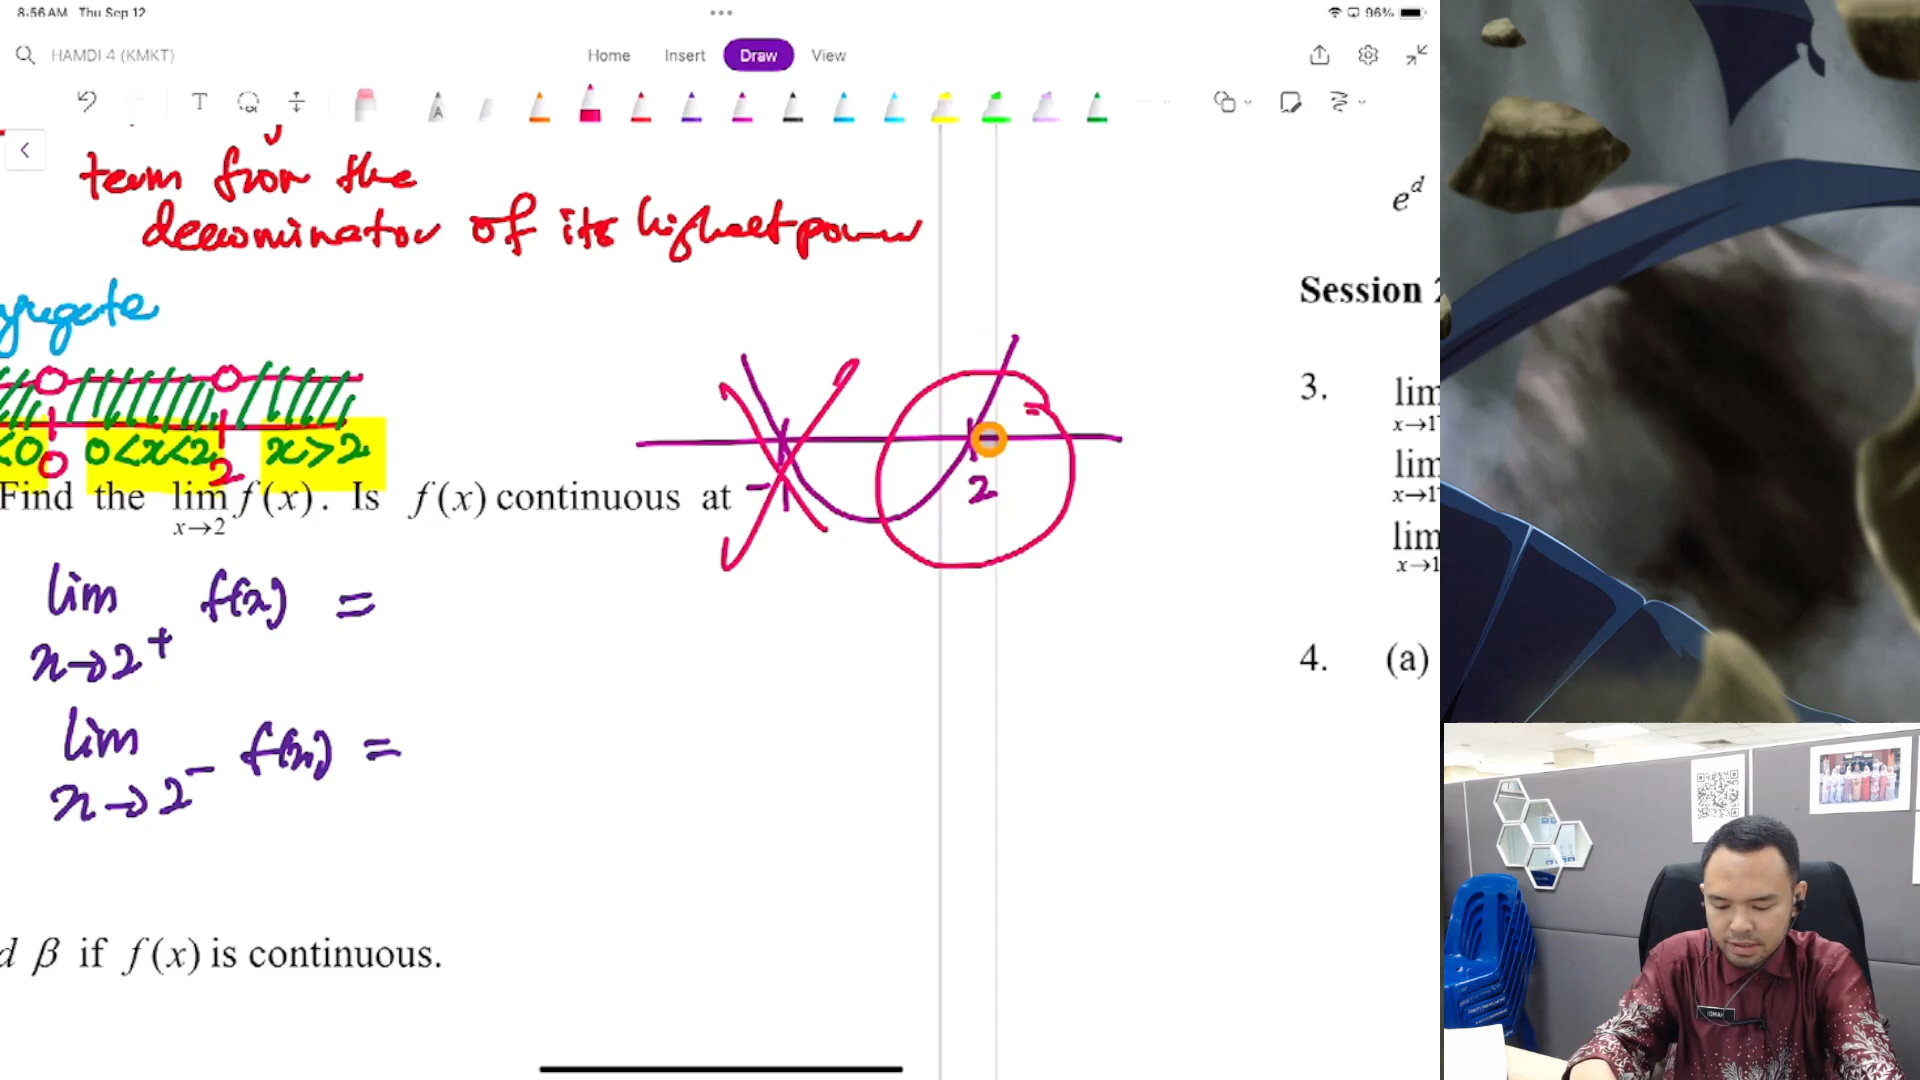 8:56 AM Thu Sep 12
96%
HAMDI 4 (KMKT)
Home Insert Draw View
term from the
denominator of its highest power
jugate
<0 0 0<x<2 2 x>2
Find the lim x→2 f(x). Is f(x) continuous at
-1
2
lim x→2⁺ f(x) =
lim x→2⁻ f(x) =
d β if f(x) is continuous.
e^d
Session 2
3. lim x→1
lim x→1
lim x→1
4. (a)